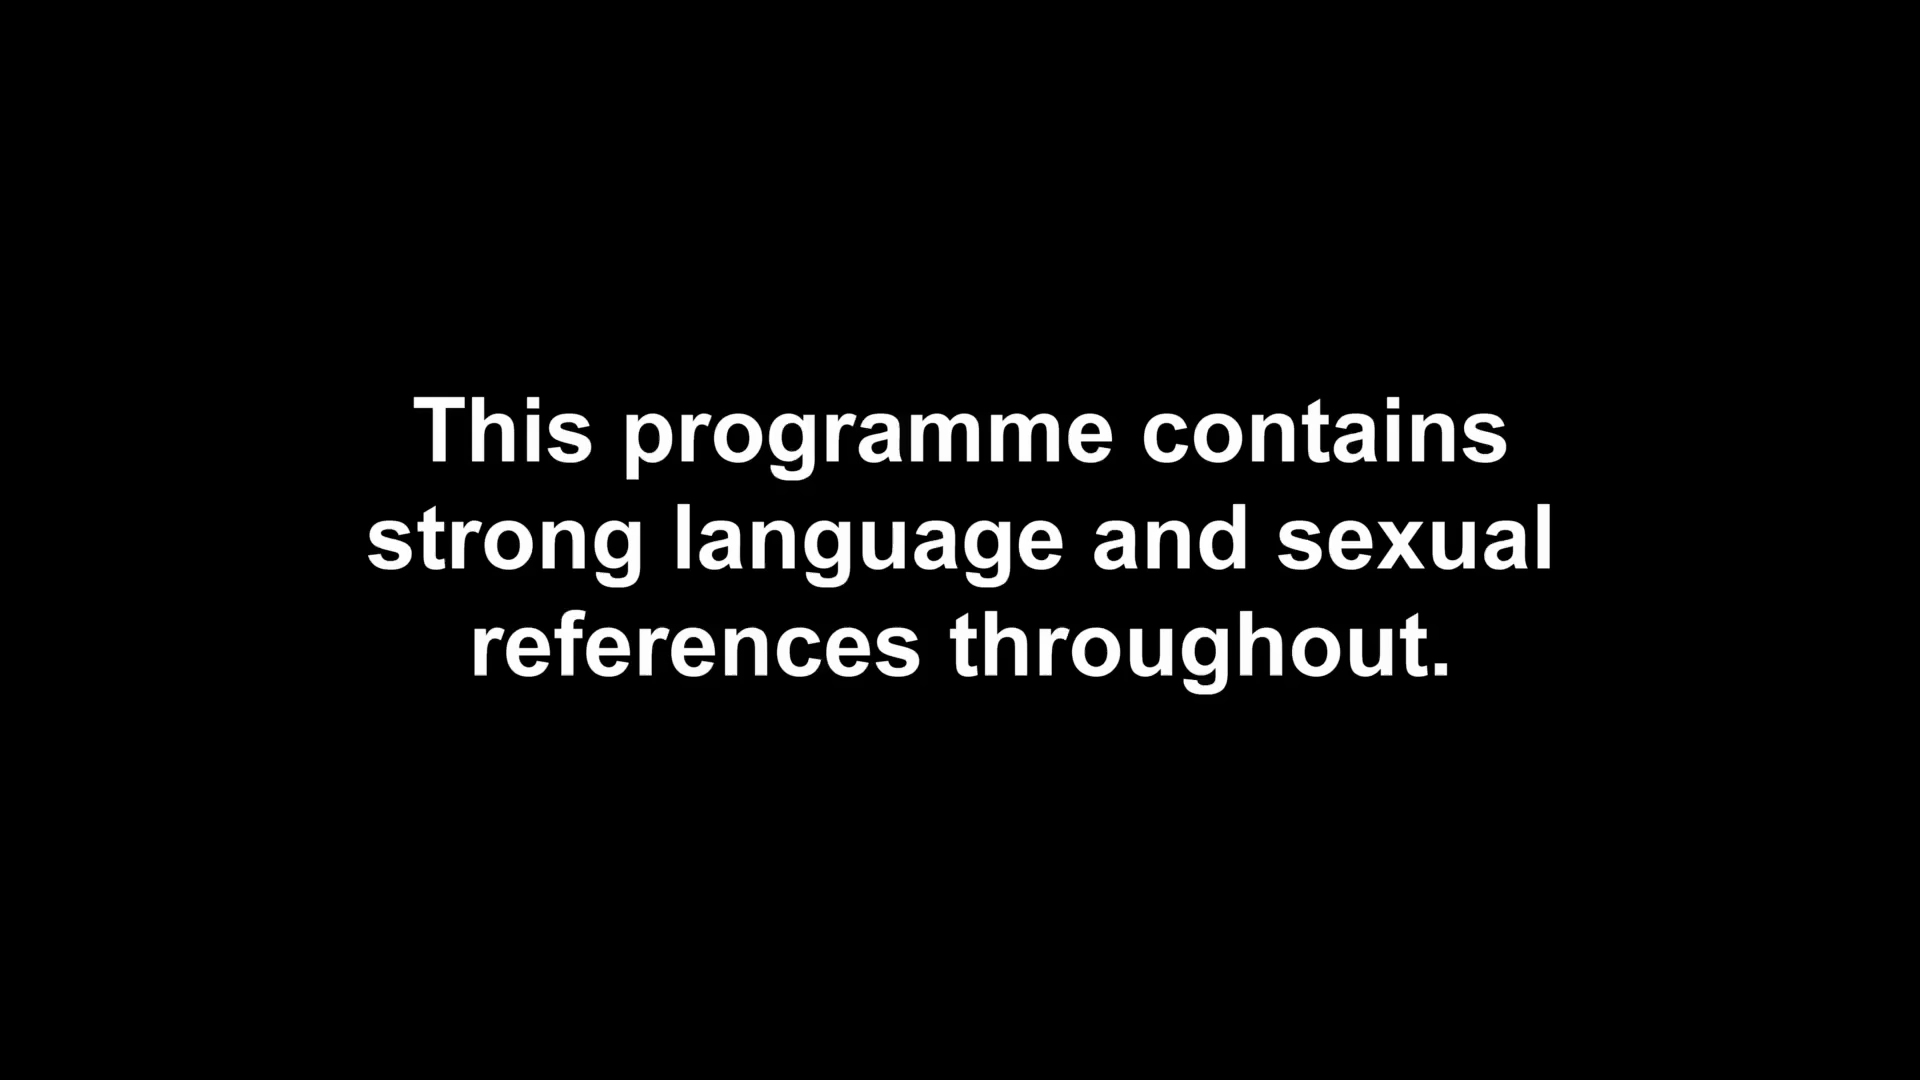 This programme contains
strong language and sexual
references throughout.